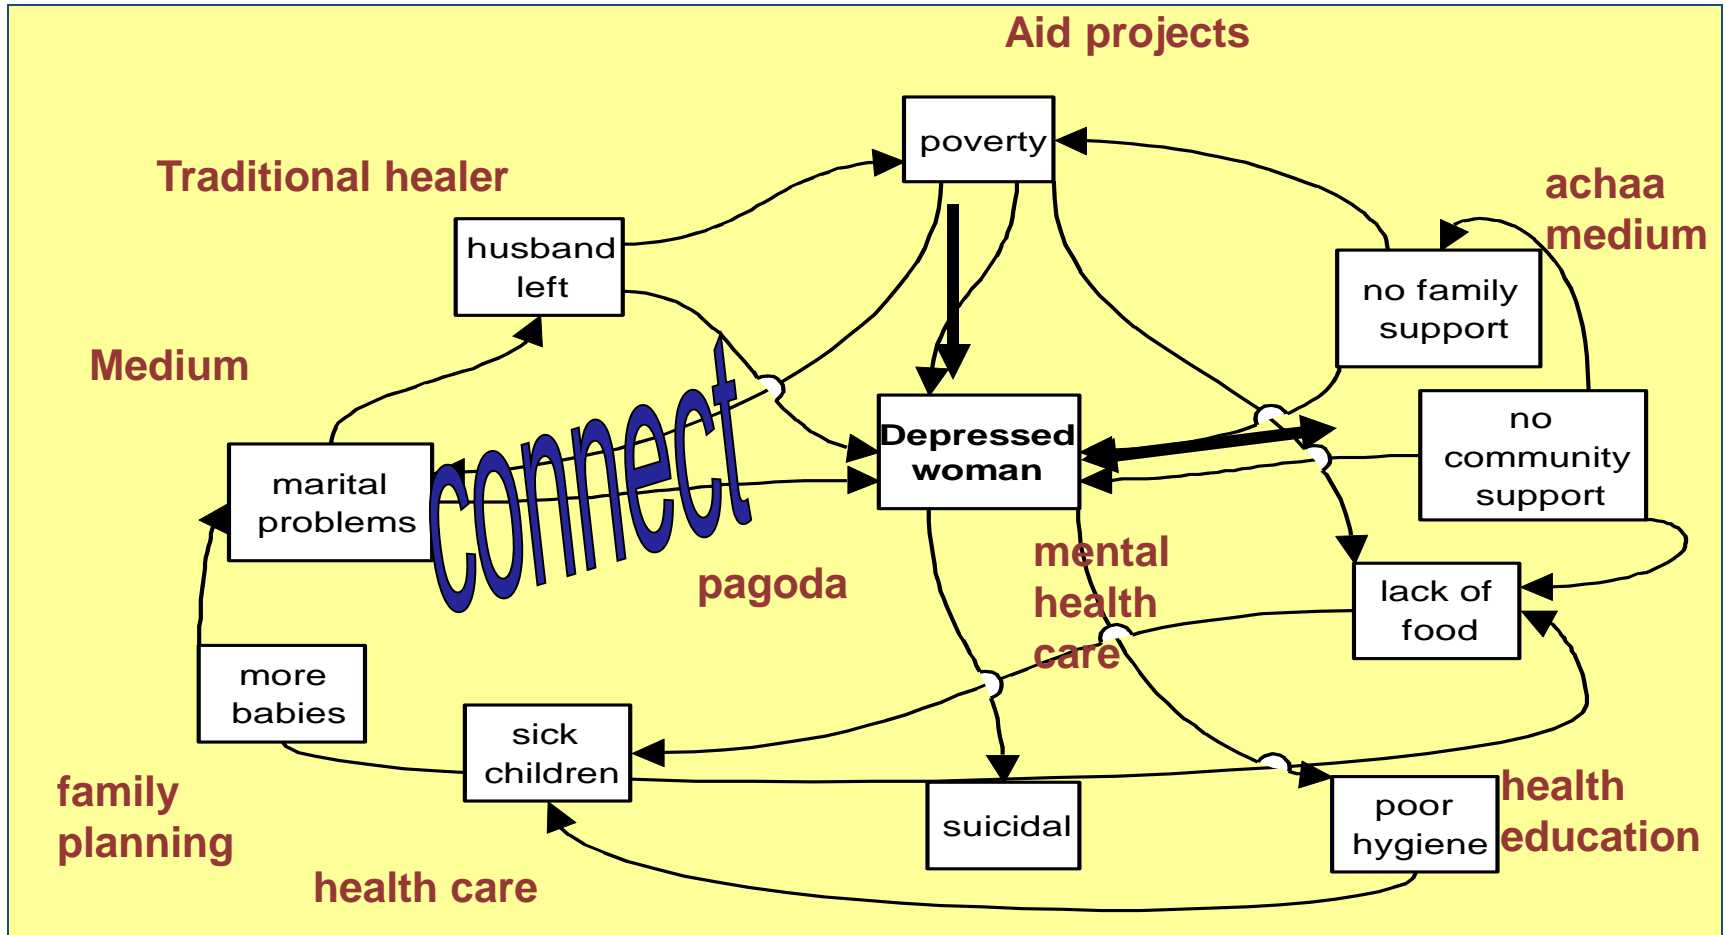 Aid projects
poverty
Traditional healer
achaa
medium
husband
left
no family
support
Medium
connect
Depressed
woman
no
community
support
marital
problems
pagoda
mental
health
care
lack of
food
more
babies
sick
children
suicidal
poor
hygiene
health
education
family
planning
health care